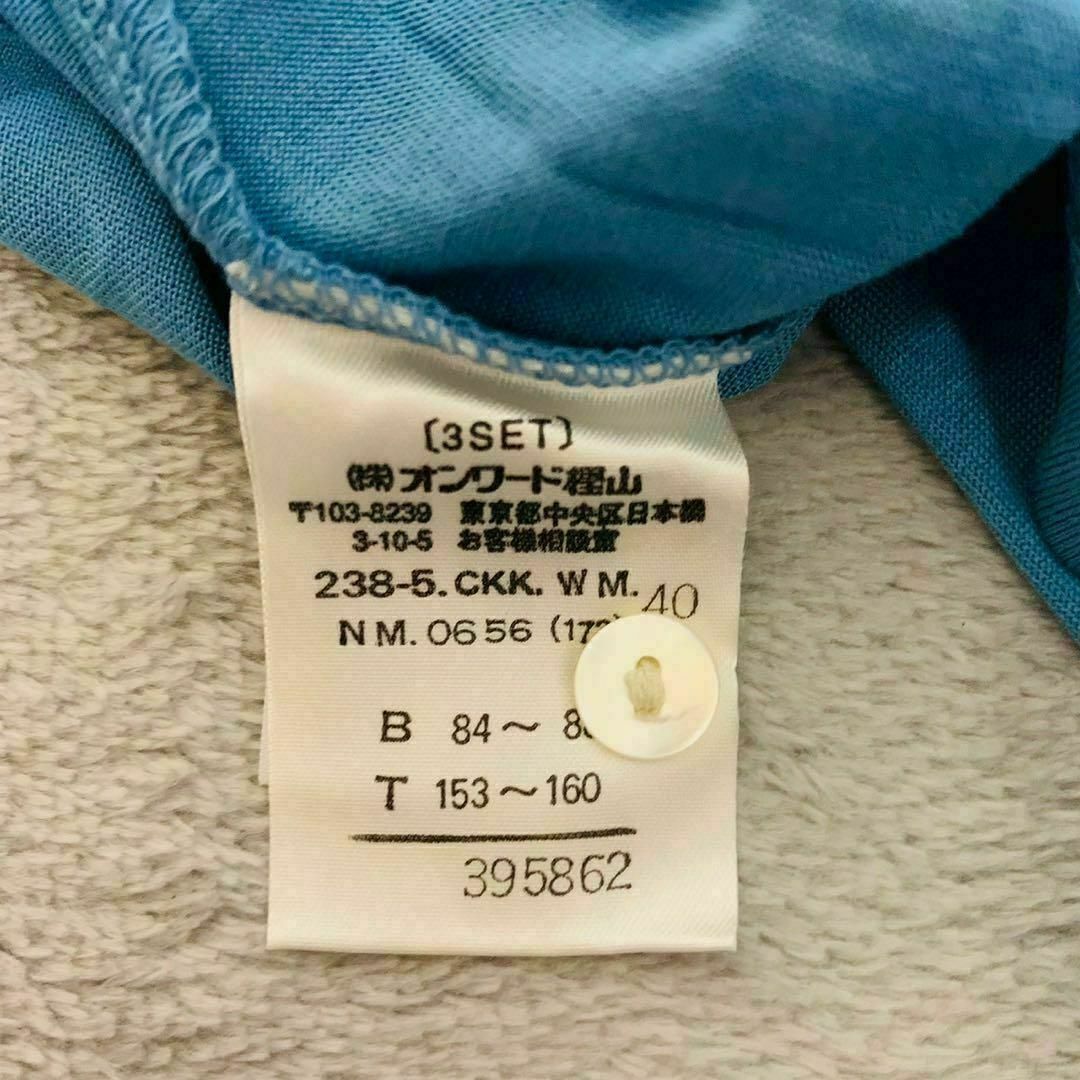 〔3SET〕
㈱オンワード樫山
〒103-8239 東京都中央区日本橋
3-10-5 お客様相談室
238-5. CKK. W M. 40
N M. 0656
B 84～
T 153～160
395862